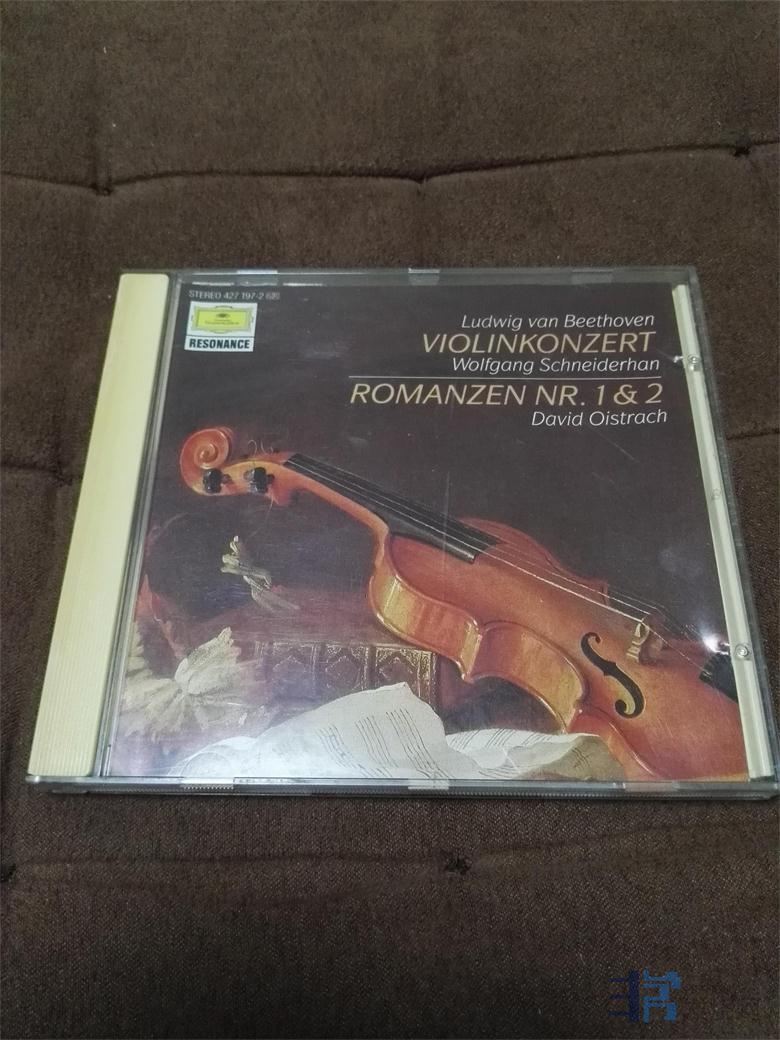 STEREO 427 197-2
RESONANCE
Ludwig van Beethoven
VIOLINKONZERT
Wolfgang Schneiderhan
ROMANZEN NR. 1 & 2
David Oistrach